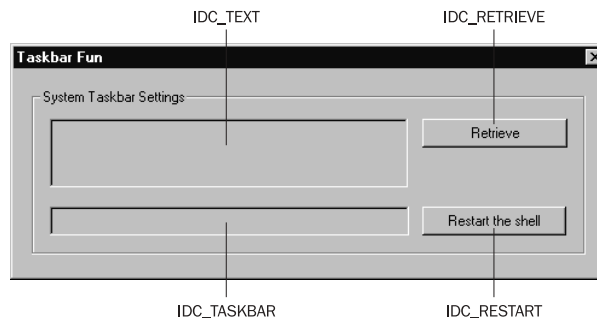 IDC_TEXT IDC_RETRIEVE
Taskbar Fun
System Taskbar Settings
Retrieve
Restart the shell
IDC_TASKBAR IDC_RESTART